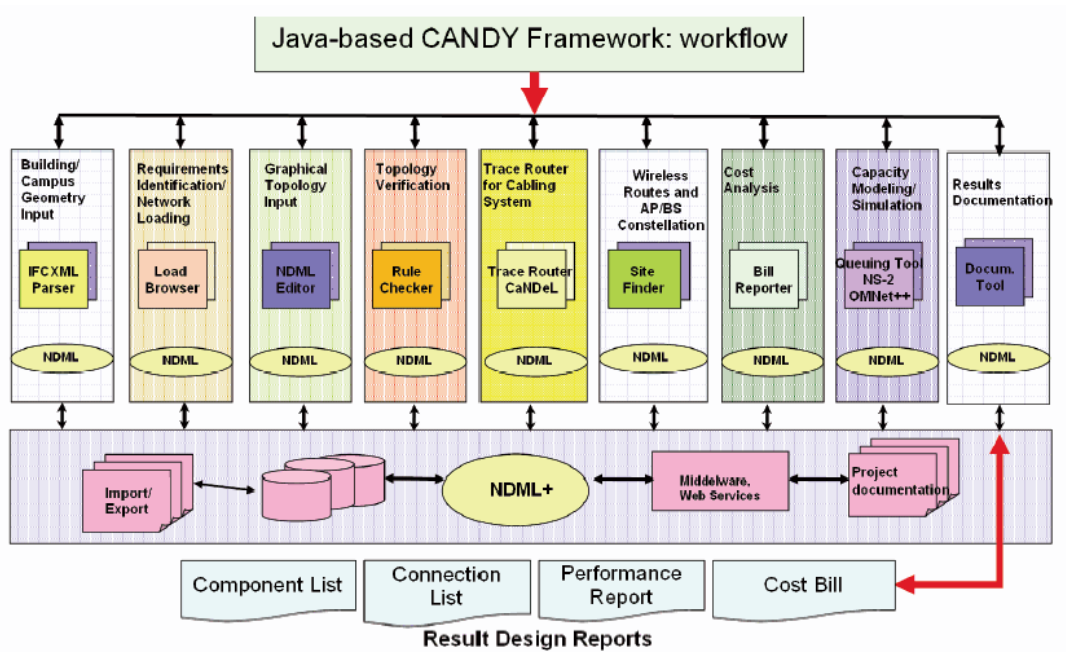 Java-based CANDY Framework: workflow
Building/
Campus
Geometry
Input
IFCXML
Parser
NDML
Requirements
Identification/
Network
Loading
Load
Browser
NDML
Graphical
Topology
Input
NDML
Editor
NDML
Topology
Verification
Rule
Checker
NDML
Trace Router
for Cabling
System
Trace Router
CaNDeL
NDML
Wireless
Routes and
AP/BS
Constellation
Site
Finder
NDML
Cost
Analysis
Bill
Reporter
NDML
Capacity
Modeling/
Simulation
Queuing Tool
NS-2
OMNet++
NDML
Results
Documentation
Docum.
Tool
NDML
Import/
Export
NDML+
Middelware,
Web Services
Project
documentation
Component List
Connection
List
Performance
Report
Cost Bill
Result Design Reports